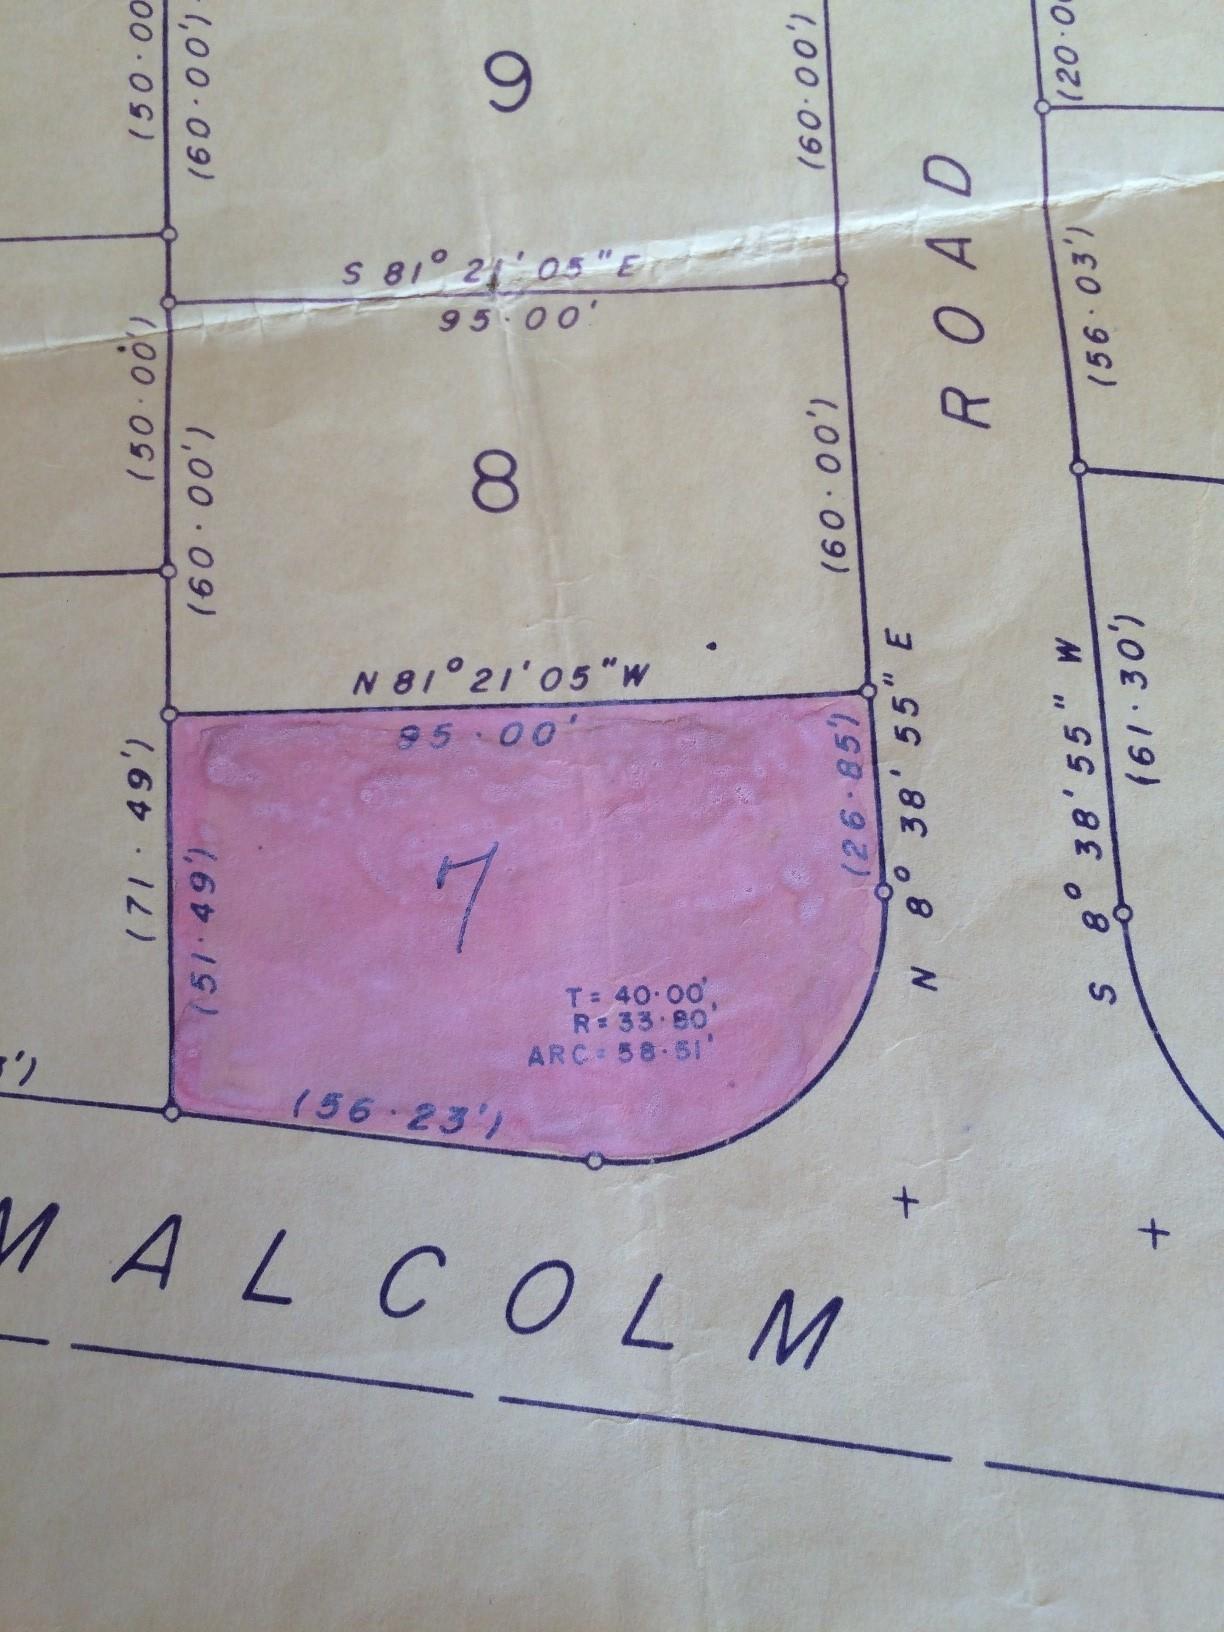 (50.00
(60.00')
9
(60.00')
(20.0
S 81° 21' 05" E
95.00'
(50.00')
(60.00')
8
(60.00')
ROAD
(56.03')
N 81° 21' 05" W
95.00'
(71.49')
(51.49')
7
(26.85')
N 8° 38' 55" E
S 8° 38' 55" W
(61.30')
T = 40.00'
R = 33.80'
ARC = 58.51'
')
(56.23')
MALCOLM